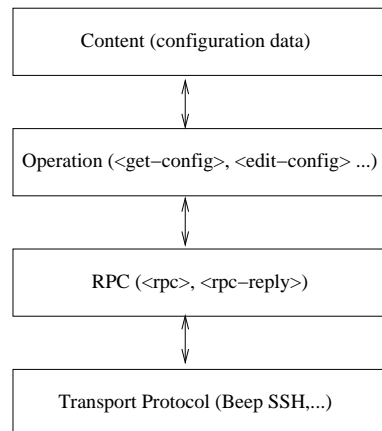 Content (configuration data)
Operation (<get−config>, <edit−config> ...)
RPC (<rpc>, <rpc−reply>)
Transport Protocol (Beep SSH,...)